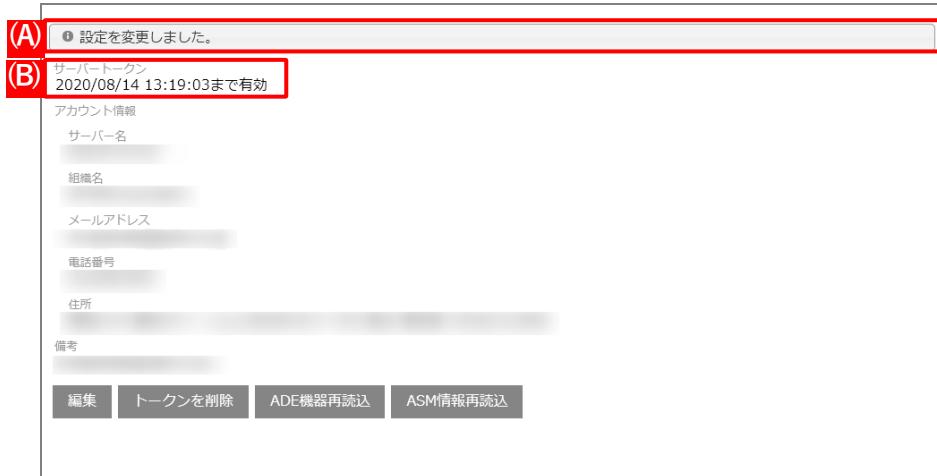 (A)
設定を変更しました。
(B)
サーバートークン
2020/08/14 13:19:03まで有効
アカウント情報
サーバー名
組織名
メールアドレス
電話番号
住所
備考
編集 トークンを削除 ADE機器再読込 ASM情報再読込